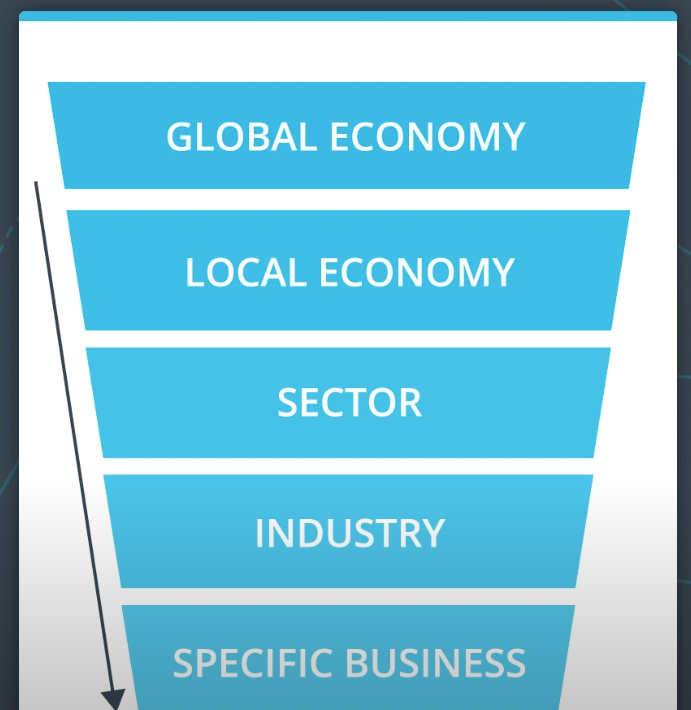 GLOBAL ECONOMY
LOCAL ECONOMY
SECTOR
INDUSTRY
SPECIFIC BUSINESS